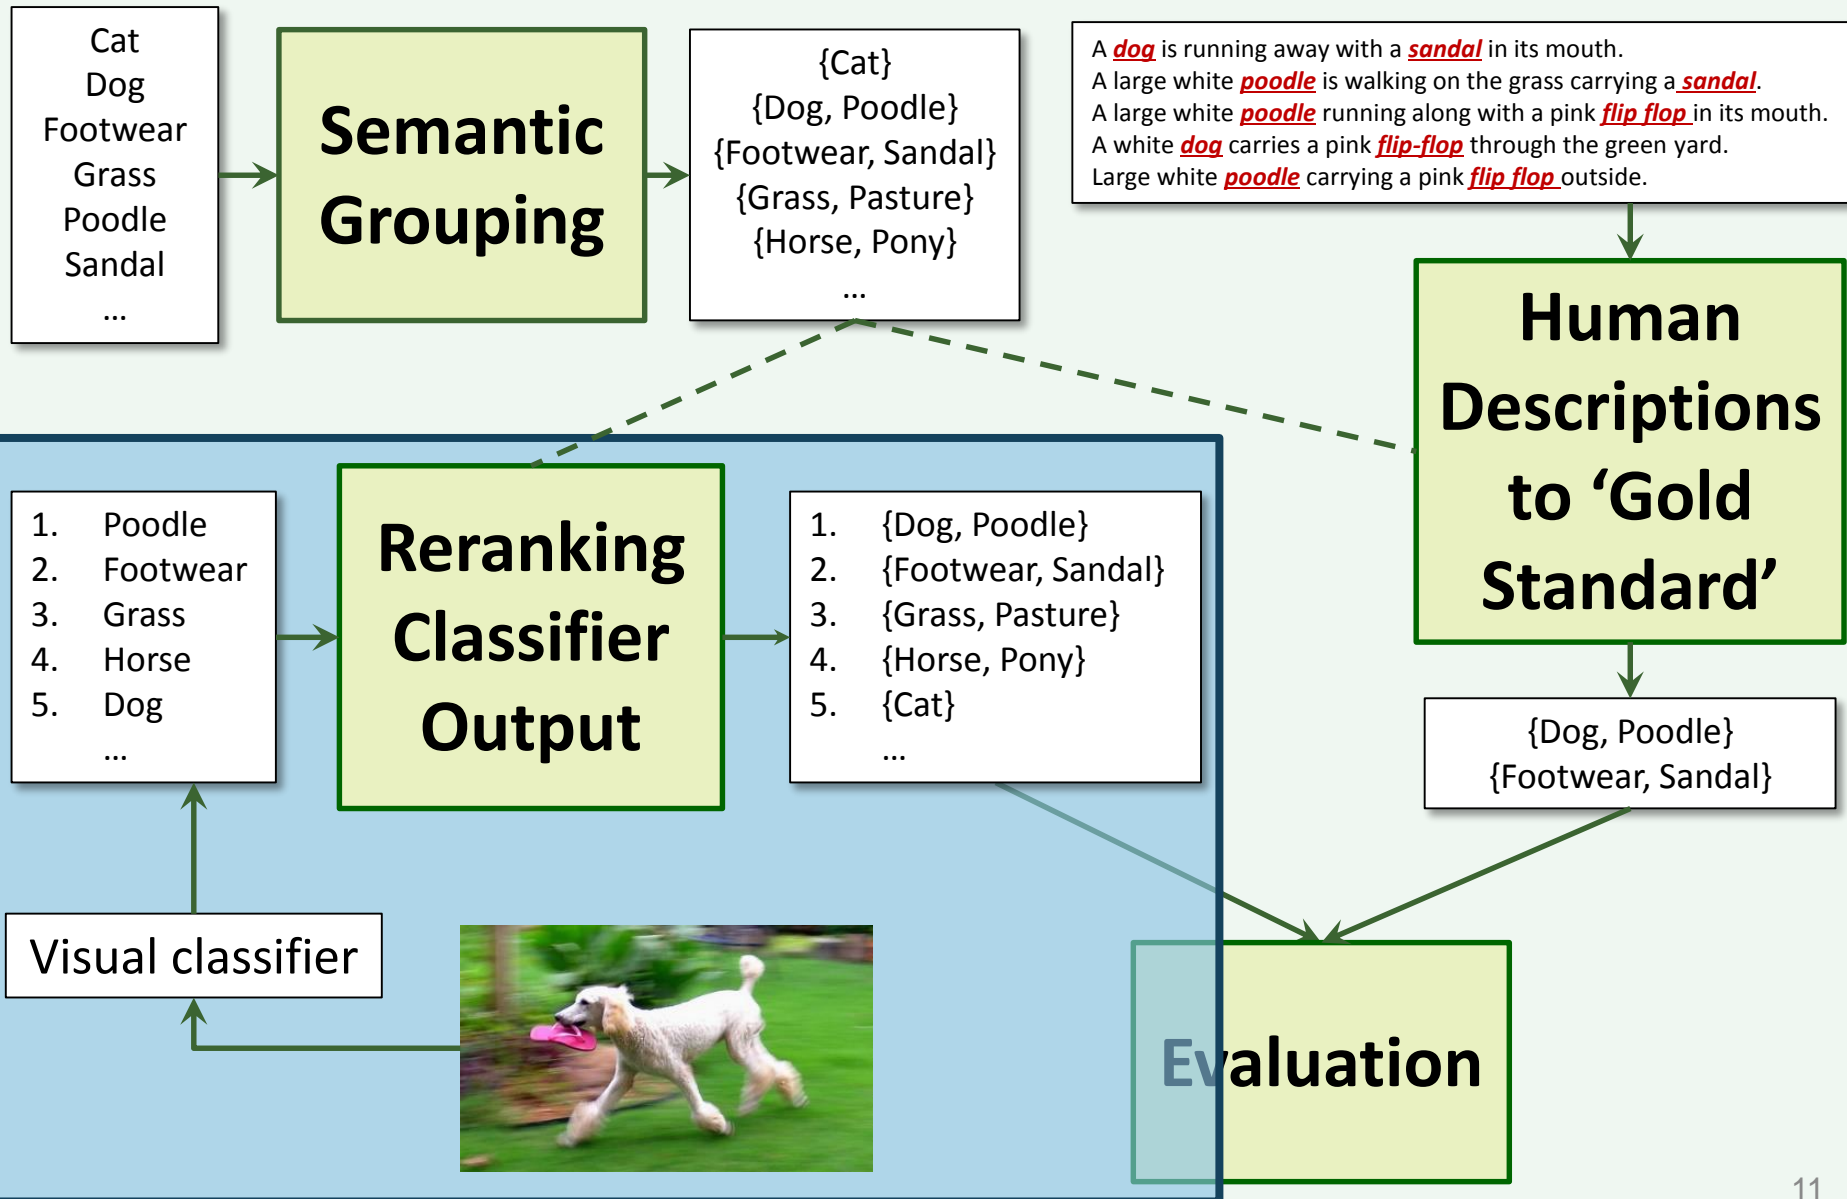 Cat
Dog
Footwear
Grass
Poodle
Sandal
...
Semantic
Grouping
{Cat}
{Dog, Poodle}
{Footwear, Sandal}
{Grass, Pasture}
{Horse, Pony}
...
A dog is running away with a sandal in its mouth.
A large white poodle is walking on the grass carrying a sandal.
A large white poodle running along with a pink flip flop in its mouth.
A white dog carries a pink flip-flop through the green yard.
Large white poodle carrying a pink flip flop outside.
Human
Descriptions
to ‘Gold
Standard’
1. Poodle
2. Footwear
3. Grass
4. Horse
5. Dog
...
Reranking
Classifier
Output
1. {Dog, Poodle}
2. {Footwear, Sandal}
3. {Grass, Pasture}
4. {Horse, Pony}
5. {Cat}
...
{Dog, Poodle}
{Footwear, Sandal}
Visual classifier
Evaluation
11